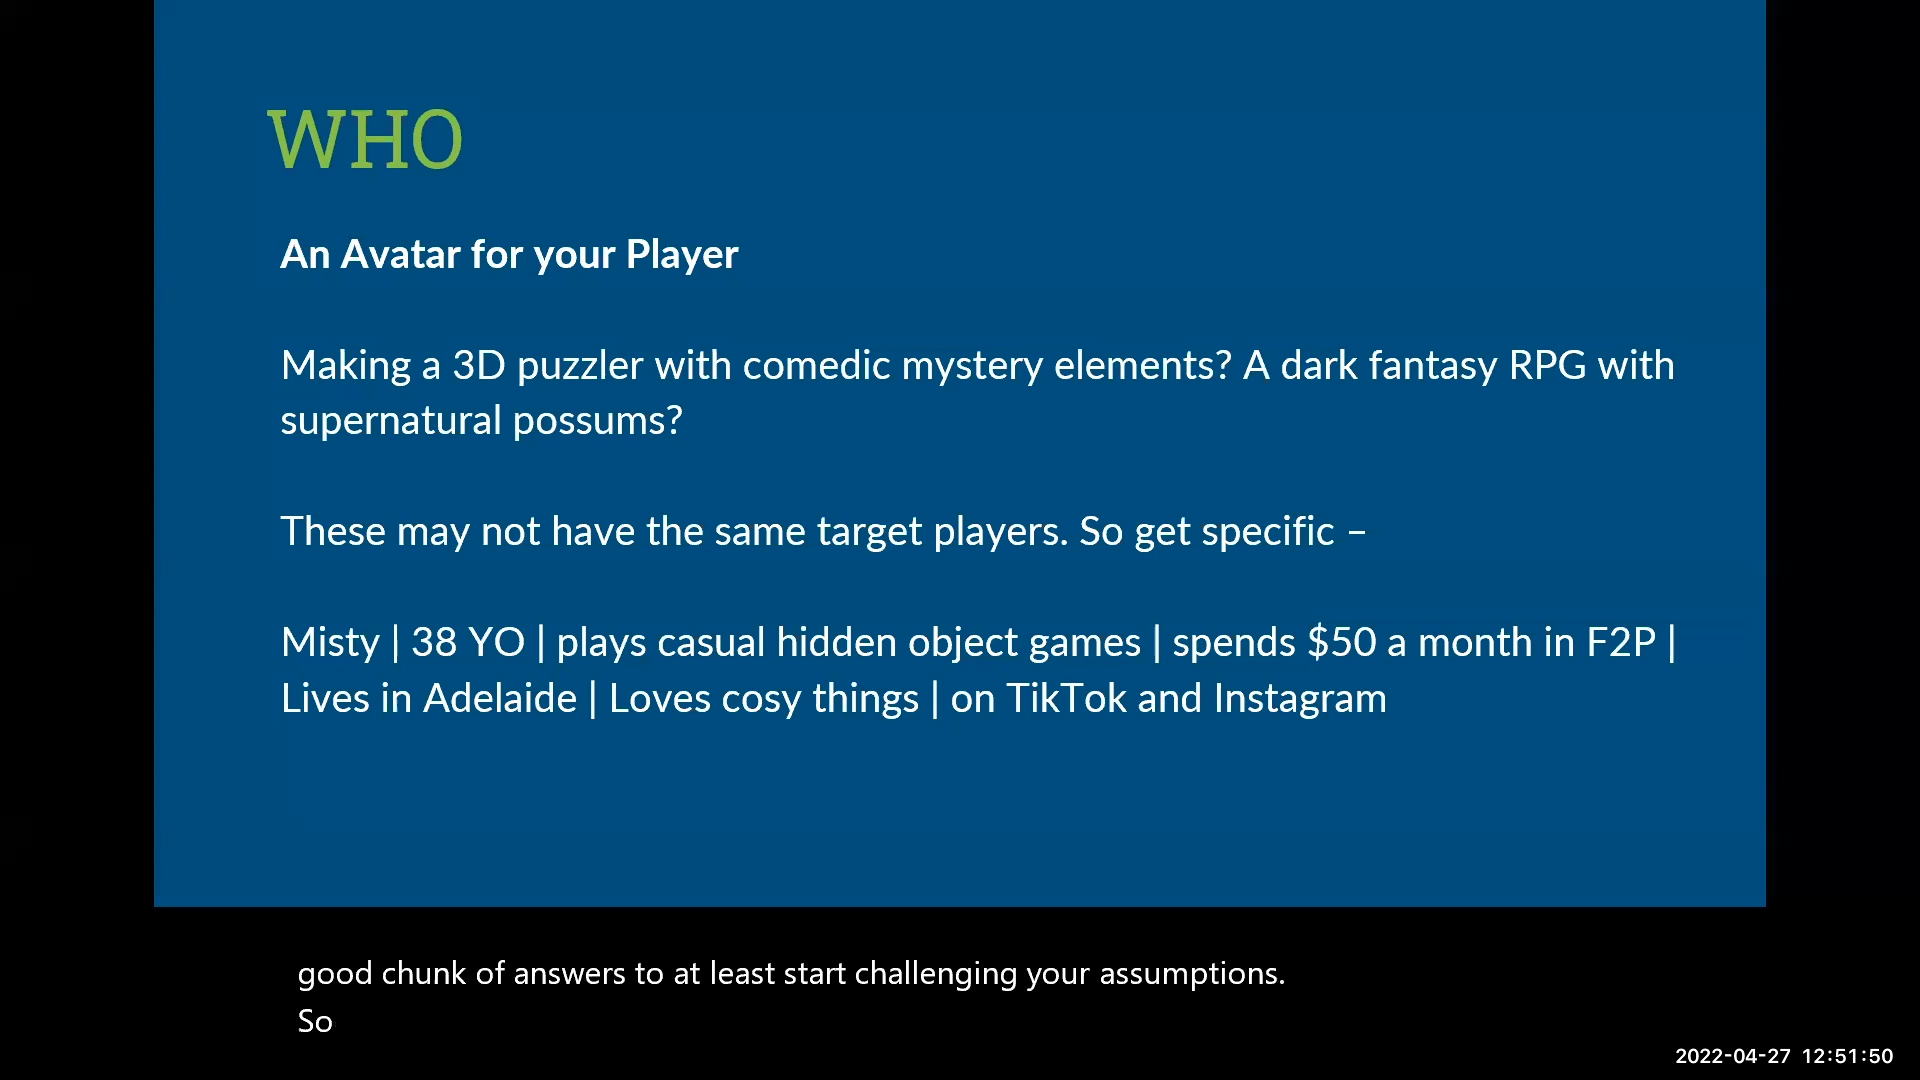 WHO
An Avatar for your Player
Making a 3D puzzler with comedic mystery elements? A dark fantasy RPG with
supernatural possums?
These may not have the same target players. So get specific –
Misty | 38 YO | plays casual hidden object games | spends $50 a month in F2P |
Lives in Adelaide | Loves cosy things | on TikTok and Instagram
good chunk of answers to at least start challenging your assumptions.
So
2022-04-27 12:51:50